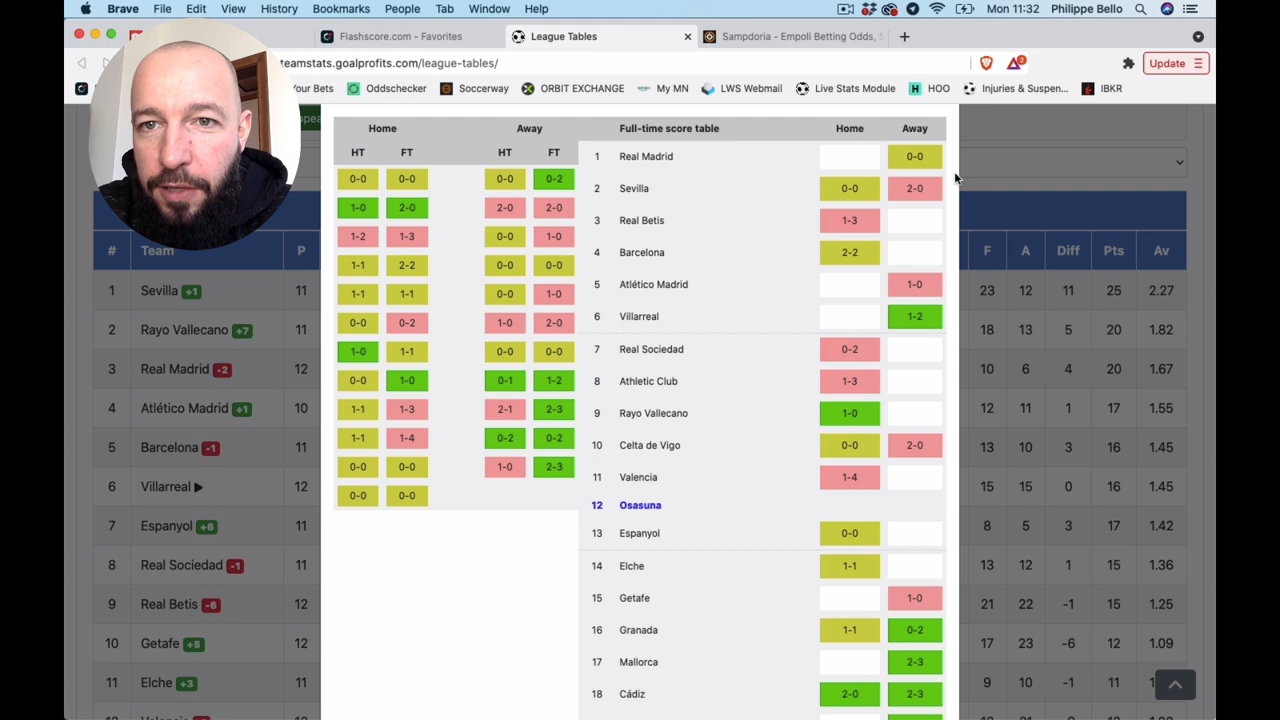 Brave File Edit View History Bookmarks People Tab Window Help Mon 11:32 Philippe Bello
Flashscore.com - Favorites League Tables Sampdoria - Empoli Betting Odds, S
teamstats.goalprofits.com/league-tables/ 2 Update
Your Bets Oddschecker Soccerway ORBIT EXCHANGE My MN LWS Webmail Live Stats Module HOO Injuries & Suspen... IBKR
Home Away Full-time score table Home Away
HT FT HT FT
1 Real Madrid 0-0
0-0 0-0 0-0 0-2
2 Sevilla 0-0 2-0
1-0 2-0 2-0 2-0
3 Real Betis 1-3
1-2 1-3 0-0 1-0
4 Barcelona 2-2
1-1 2-2 0-0 0-0
5 Atlético Madrid 1-0
1-1 1-1 0-0 1-0
6 Villarreal 1-2
0-0 0-2 1-0 2-0
7 Real Sociedad 0-2
1-0 1-1 0-0 0-0
8 Athletic Club 1-3
0-0 1-0 0-1 1-2
9 Rayo Vallecano 1-0
1-1 1-3 2-1 2-3
10 Celta de Vigo 0-0 2-0
1-1 1-4 0-2 0-2
11 Valencia 1-4
0-0 0-0 1-0 2-3
12 Osasuna
0-0 0-0
13 Espanyol 0-0
14 Elche 1-1
15 Getafe 1-0
16 Granada 1-1 0-2
17 Mallorca 2-3
18 Cádiz 2-0 2-3
# Team P F A Diff Pts Av
1 Sevilla +1 11 23 12 11 25 2.27
2 Rayo Vallecano +7 11 18 13 5 20 1.82
3 Real Madrid -2 12 10 6 4 20 1.67
4 Atlético Madrid +1 10 12 11 1 17 1.55
5 Barcelona -1 11 13 10 3 16 1.45
6 Villarreal 12 15 15 0 16 1.45
7 Espanyol +6 11 8 5 3 17 1.42
8 Real Sociedad -1 11 13 12 1 15 1.36
9 Real Betis -6 12 21 22 -1 15 1.25
10 Getafe +5 11 17 23 -6 12 1.09
11 Elche +3 11 9 10 -1 11